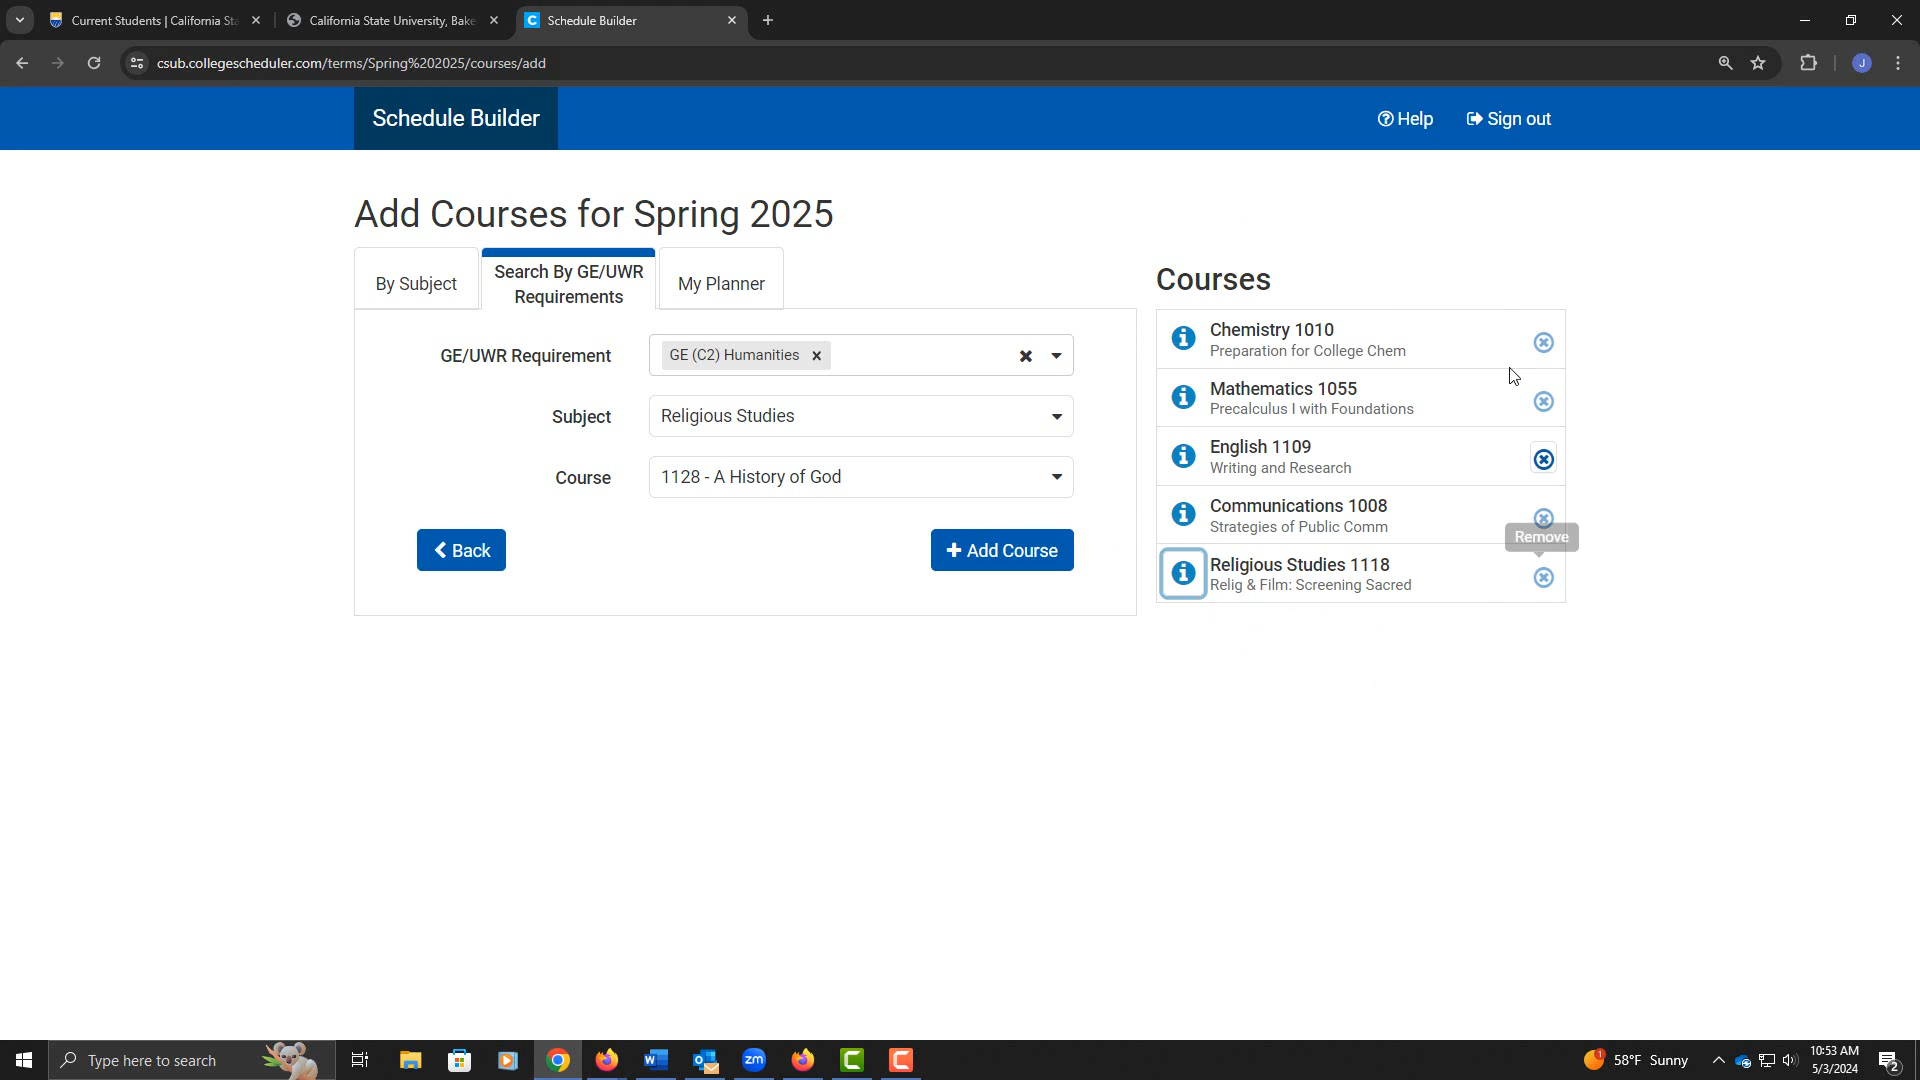 Current Students | California Sta
California State University, Bake
Schedule Builder
csub.collegescheduler.com/terms/Spring%202025/courses/add
J
Schedule Builder
Help
Sign out
Add Courses for Spring 2025
By Subject
Search By GE/UWR
Requirements
My Planner
GE/UWR Requirement
GE (C2) Humanities
Subject
Religious Studies
Course
1128 - A History of God
Back
Add Course
Courses
Chemistry 1010
Preparation for College Chem
Mathematics 1055
Precalculus I with Foundations
English 1109
Writing and Research
Communications 1008
Strategies of Public Comm
Remove
Religious Studies 1118
Relig & Film: Screening Sacred
Type here to search
58°F Sunny
10:53 AM
5/3/2024
2